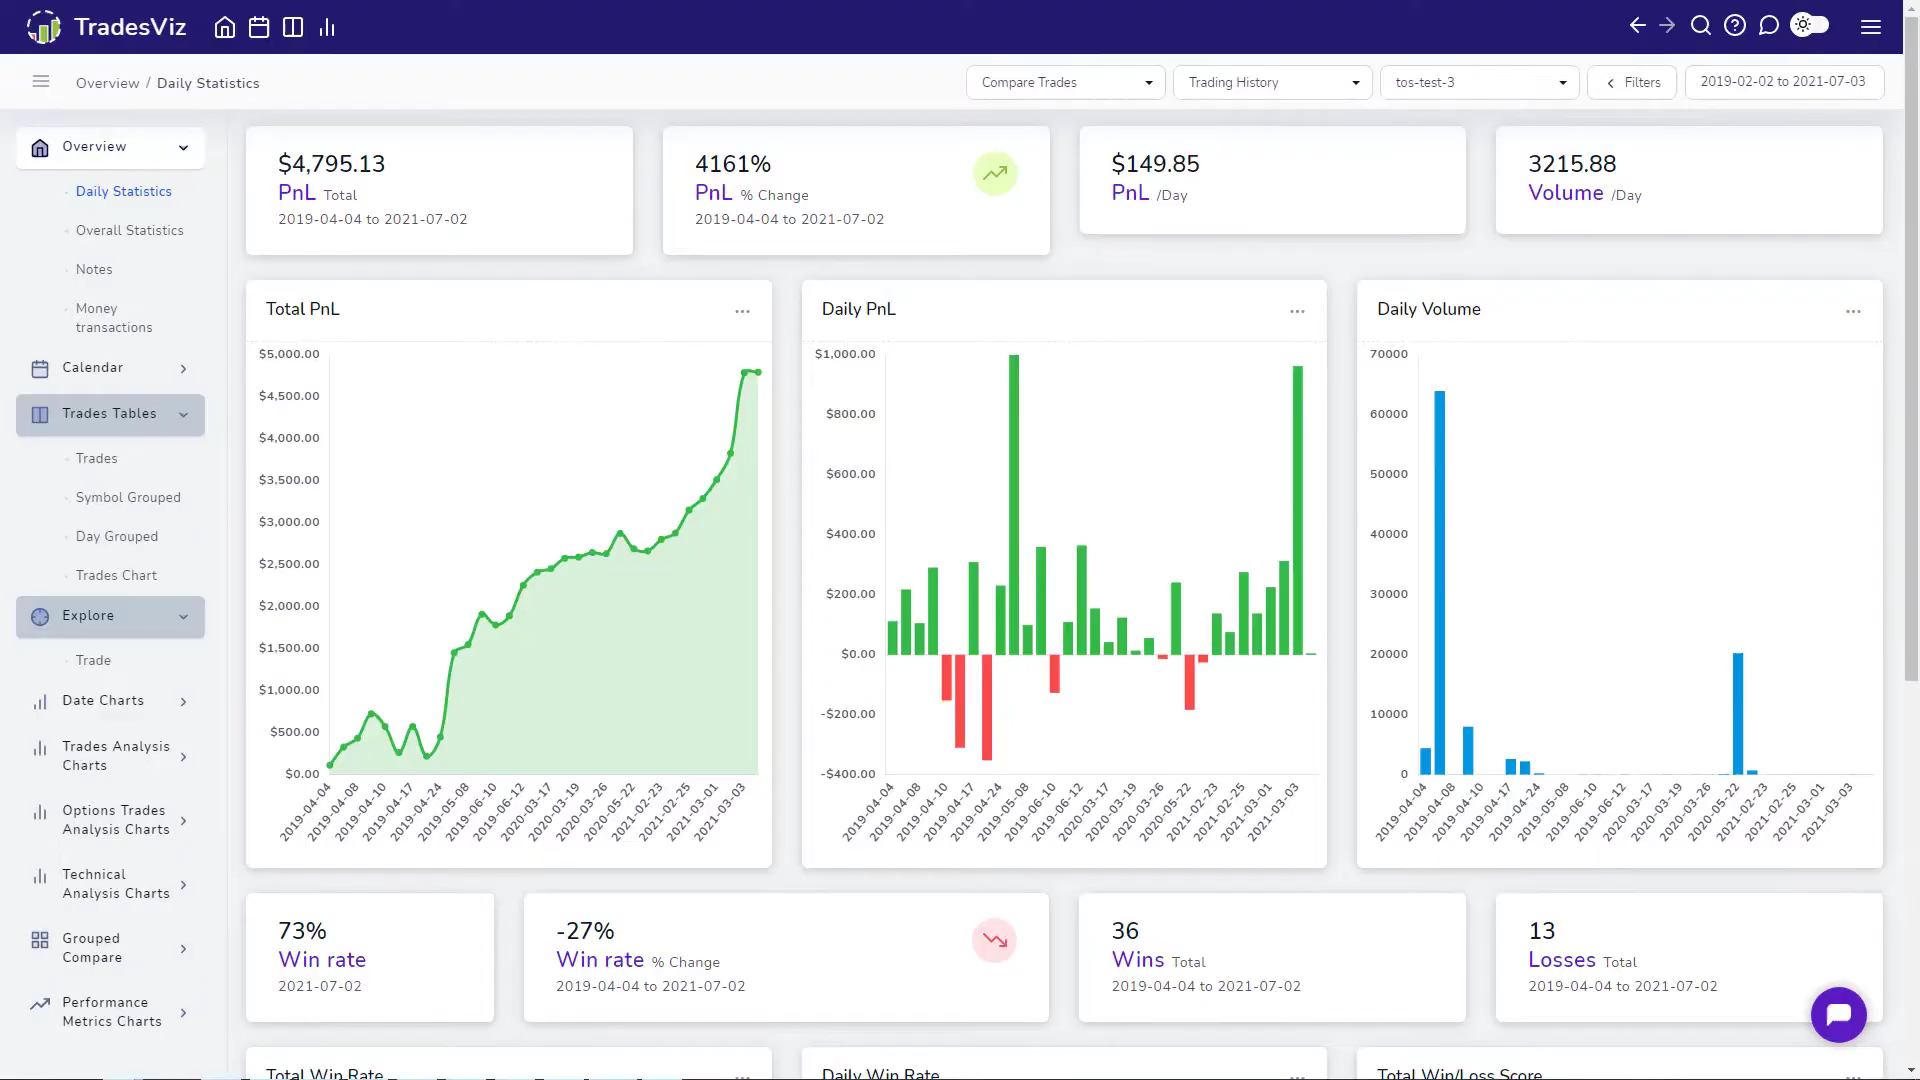 TradesViz
Overview / Daily Statistics
Compare Trades
Trading History
tos-test-3
Filters
2019-02-02 to 2021-07-03
Overview
Daily Statistics
Overall Statistics
Notes
Money
transactions
Calendar
Trades Tables
Trades
Symbol Grouped
Day Grouped
Trades Chart
Explore
Trade
Date Charts
Trades Analysis
Charts
Options Trades
Analysis Charts
Technical
Analysis Charts
Grouped
Compare
Performance
Metrics Charts
$4,795.13
PnL Total
2019-04-04 to 2021-07-02
4161%
PnL % Change
2019-04-04 to 2021-07-02
$149.85
PnL /Day
3215.88
Volume /Day
Total PnL
$5,000.00
$4,500.00
$4,000.00
$3,500.00
$3,000.00
$2,500.00
$2,000.00
$1,500.00
$1,000.00
$500.00
$0.00
2019-04-04
2019-04-08
2019-04-10
2019-04-17
2019-04-24
2019-05-08
2019-06-10
2019-06-12
2020-03-17
2020-03-19
2020-03-26
2020-05-22
2021-02-23
2021-02-25
2021-03-01
2021-03-03
Daily PnL
$1,000.00
$800.00
$600.00
$400.00
$200.00
$0.00
-$200.00
-$400.00
2019-04-04
2019-04-08
2019-04-10
2019-04-17
2019-04-24
2019-05-08
2019-06-10
2019-06-12
2020-03-17
2020-03-19
2020-03-26
2020-05-22
2021-02-23
2021-02-25
2021-03-01
2021-03-03
Daily Volume
70000
60000
50000
40000
30000
20000
10000
0
2019-04-04
2019-04-08
2019-04-10
2019-04-17
2019-04-24
2019-05-08
2019-06-10
2019-06-12
2020-03-17
2020-03-19
2020-03-26
2020-05-22
2021-02-23
2021-02-25
2021-03-01
2021-03-03
73%
Win rate
2021-07-02
-27%
Win rate % Change
2019-04-04 to 2021-07-02
36
Wins Total
2019-04-04 to 2021-07-02
13
Losses Total
2019-04-04 to 2021-07-02
Total Win Rate
Daily Win Rate
Total Win/Loss Score